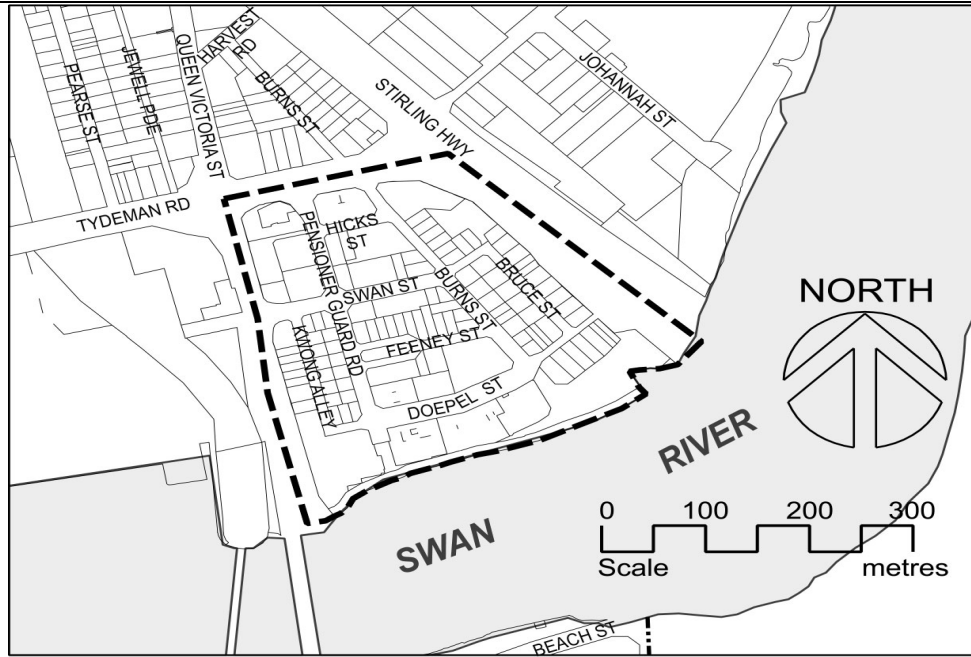 HARVEST
RD
QUEEN VICTORIA ST
JEWELL PDE
PEARSE ST
BURNS ST
STIRLING HWY
JOHANNAH ST
TYDEMAN RD
PENSIONER GUARD RD
HICKS
ST
SWAN ST
BURNS ST
BRUCE ST
KWONG ALLEY
FEENEY ST
DOEPEL ST
NORTH
SWAN
RIVER
0 100 200 300
Scale metres
BEACH ST